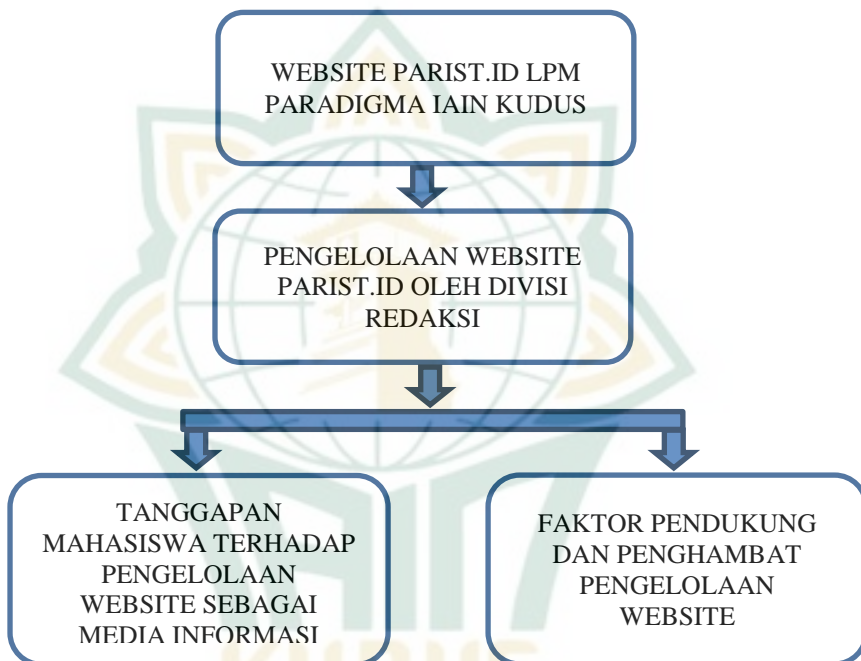 WEBSITE PARIST.ID LPM
PARADIGMA IAIN KUDUS
PENGELOLAAN WEBSITE
PARIST.ID OLEH DIVISI
REDAKSI
TANGGAPAN
MAHASISWA TERHADAP
PENGELOLAAN
WEBSITE SEBAGAI
MEDIA INFORMASI
FAKTOR PENDUKUNG
DAN PENGHAMBAT
PENGELOLAAN
WEBSITE
KUDUS